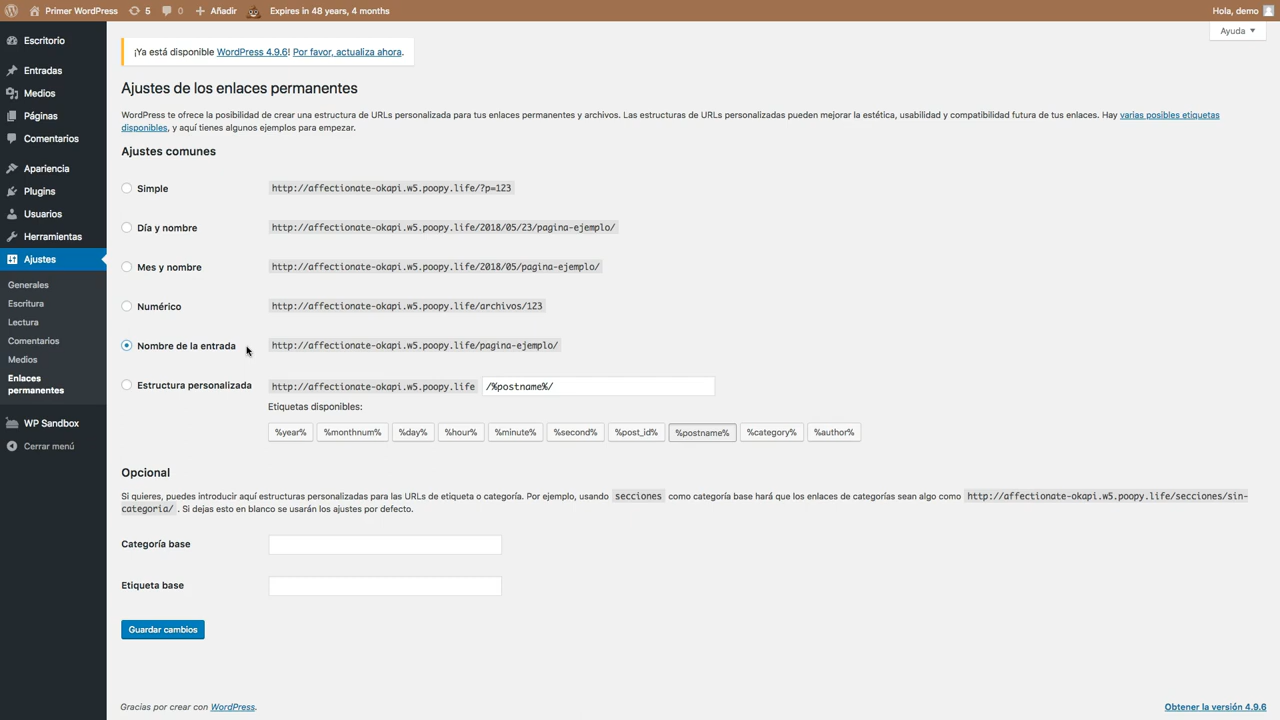 Primer WordPress 5 0 Añadir Expires in 48 years, 4 months Hola, demo
Escritorio
Entradas
Medios
Páginas
Comentarios
Apariencia
Plugins
Usuarios
Herramientas
Ajustes
Generales
Escritura
Lectura
Comentarios
Medios
Enlaces
permanentes
WP Sandbox
Cerrar menú
Ayuda
¡Ya está disponible WordPress 4.9.6! Por favor, actualiza ahora.
Ajustes de los enlaces permanentes
WordPress te ofrece la posibilidad de crear una estructura de URLs personalizada para tus enlaces permanentes y archivos. Las estructuras de URLs personalizadas pueden mejorar la estética, usabilidad y compatibilidad futura de tus enlaces. Hay varias posibles etiquetas
disponibles, y aquí tienes algunos ejemplos para empezar.
Ajustes comunes
Simple http://affectionate-okapi.w5.poopy.life/?p=123
Día y nombre http://affectionate-okapi.w5.poopy.life/2018/05/23/pagina-ejemplo/
Mes y nombre http://affectionate-okapi.w5.poopy.life/2018/05/pagina-ejemplo/
Numérico http://affectionate-okapi.w5.poopy.life/archivos/123
Nombre de la entrada http://affectionate-okapi.w5.poopy.life/pagina-ejemplo/
Estructura personalizada http://affectionate-okapi.w5.poopy.life /%postname%/
Etiquetas disponibles:
%year% %monthnum% %day% %hour% %minute% %second% %post_id% %postname% %category% %author%
Opcional
Si quieres, puedes introducir aquí estructuras personalizadas para las URLs de etiqueta o categoría. Por ejemplo, usando secciones como categoría base hará que los enlaces de categorías sean algo como http://affectionate-okapi.w5.poopy.life/secciones/sin-
categoria/ . Si dejas esto en blanco se usarán los ajustes por defecto.
Categoría base
Etiqueta base
Guardar cambios
Gracias por crear con WordPress. Obtener la versión 4.9.6